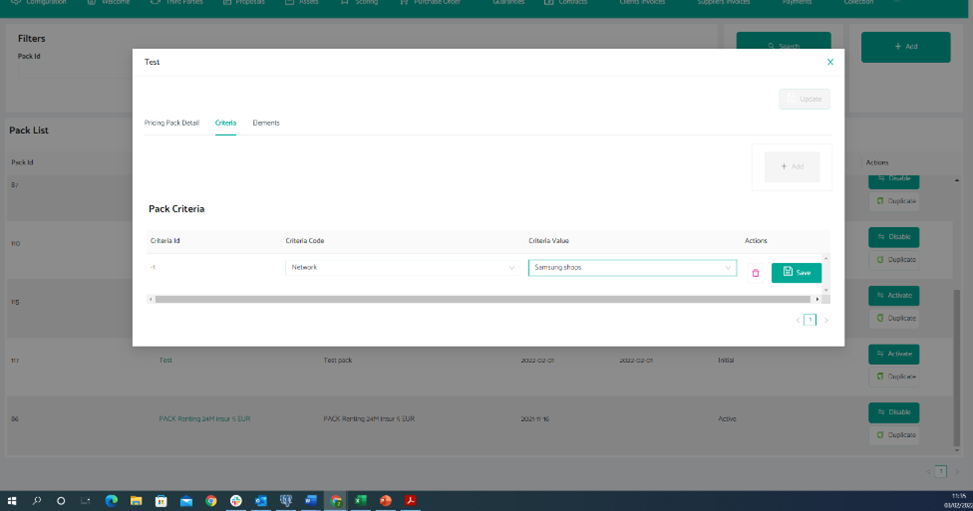 Configuration Welcome Third Parties Proposals Assets Scoring Purchase Order Guarantees Contracts Clients Invoices Suppliers Invoices Payments Collection
Filters
Pack Id
Search
+ Add
Test
X
Update
Pricing Pack Detail Criteria Elements
+ Add
Pack List
Pack Id
Actions
Pack Criteria
Criteria Id Criteria Code Criteria Value Actions
-1 Network Samsung shops Save
< 1 >
87 Disable
Duplicate
110 Disable
Duplicate
115 Activate
Duplicate
117 Test Test pack 2022-02-01 2022-02-01 Initial Activate
Duplicate
86 PACK Renting 24M Insur % EUR PACK Renting 24M Insur % EUR 2021-11-16 Active Disable
Duplicate
< 1 >
11:35
03/02/2022